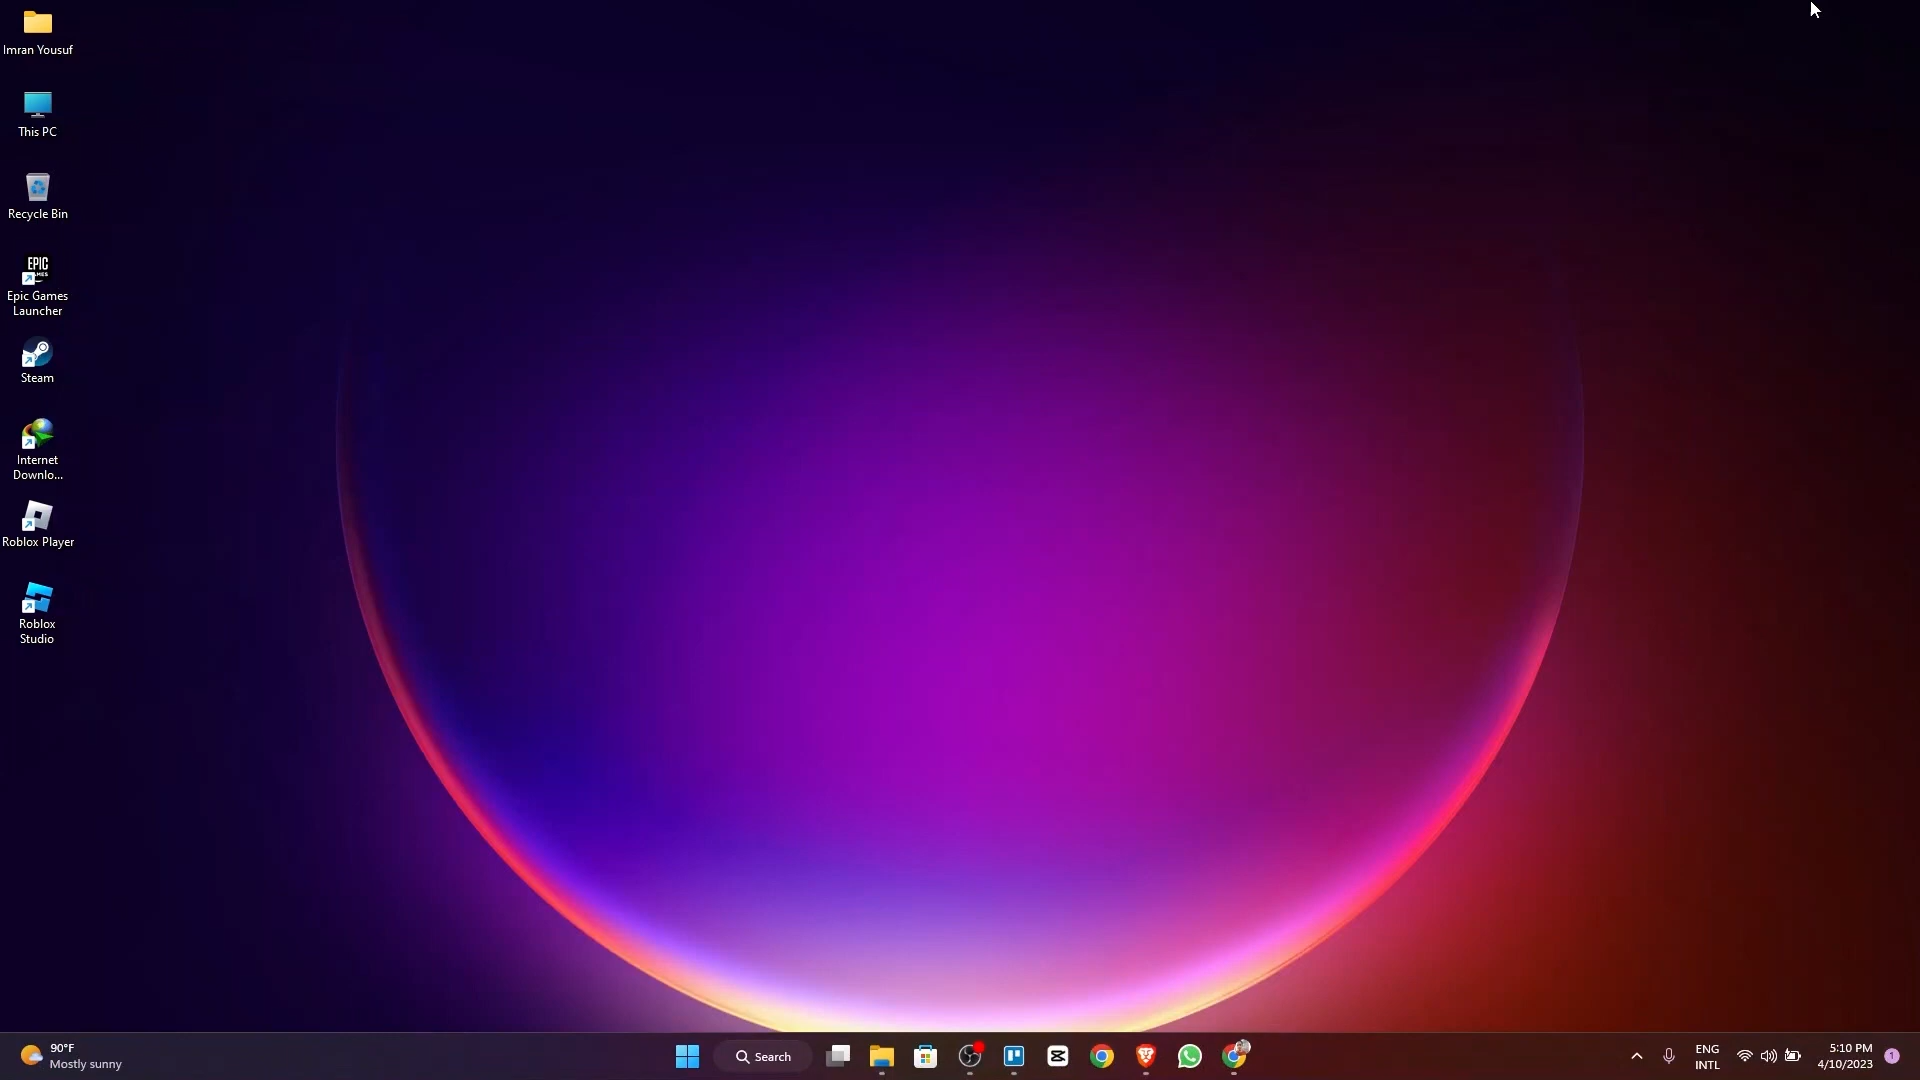 Imran Yousuf
This PC
Recycle Bin
EPIC
Epic Games
Launcher
Steam
Internet
Downlo...
Roblox Player
Roblox
Studio
90°F
Mostly sunny
Search
ENG
INTL
5:10 PM
4/10/2023
1